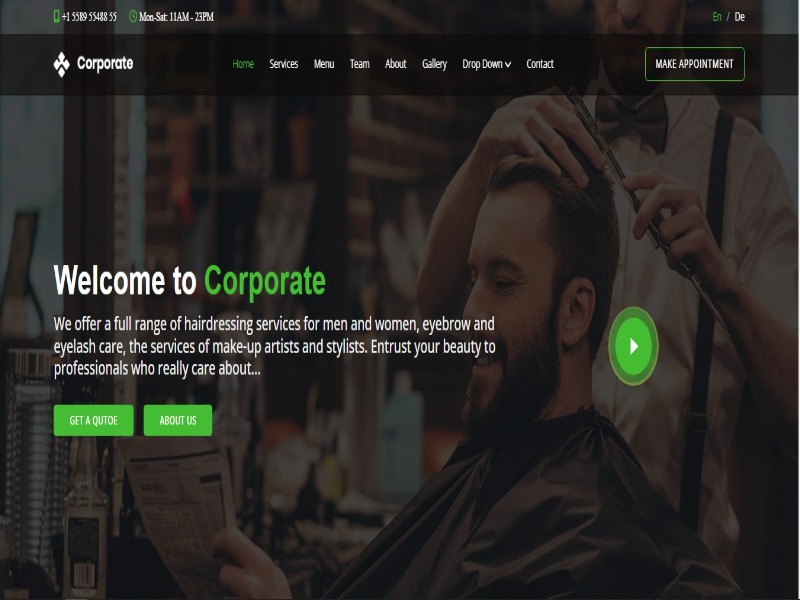 +1 5589 55488 55
Mon-Sat: 11AM - 23PM
En / De
Corporate
Home Services Menu Team About Gallery Drop Down Contact
MAKE APPOINTMENT
Welcome to Corporate
We offer a full range of hairdressing services for men and women, eyebrow and
eyelash care, the services of make-up artists and stylists. Entrust your beauty to
professionals who really care about...
GET A QUTOE
ABOUT US